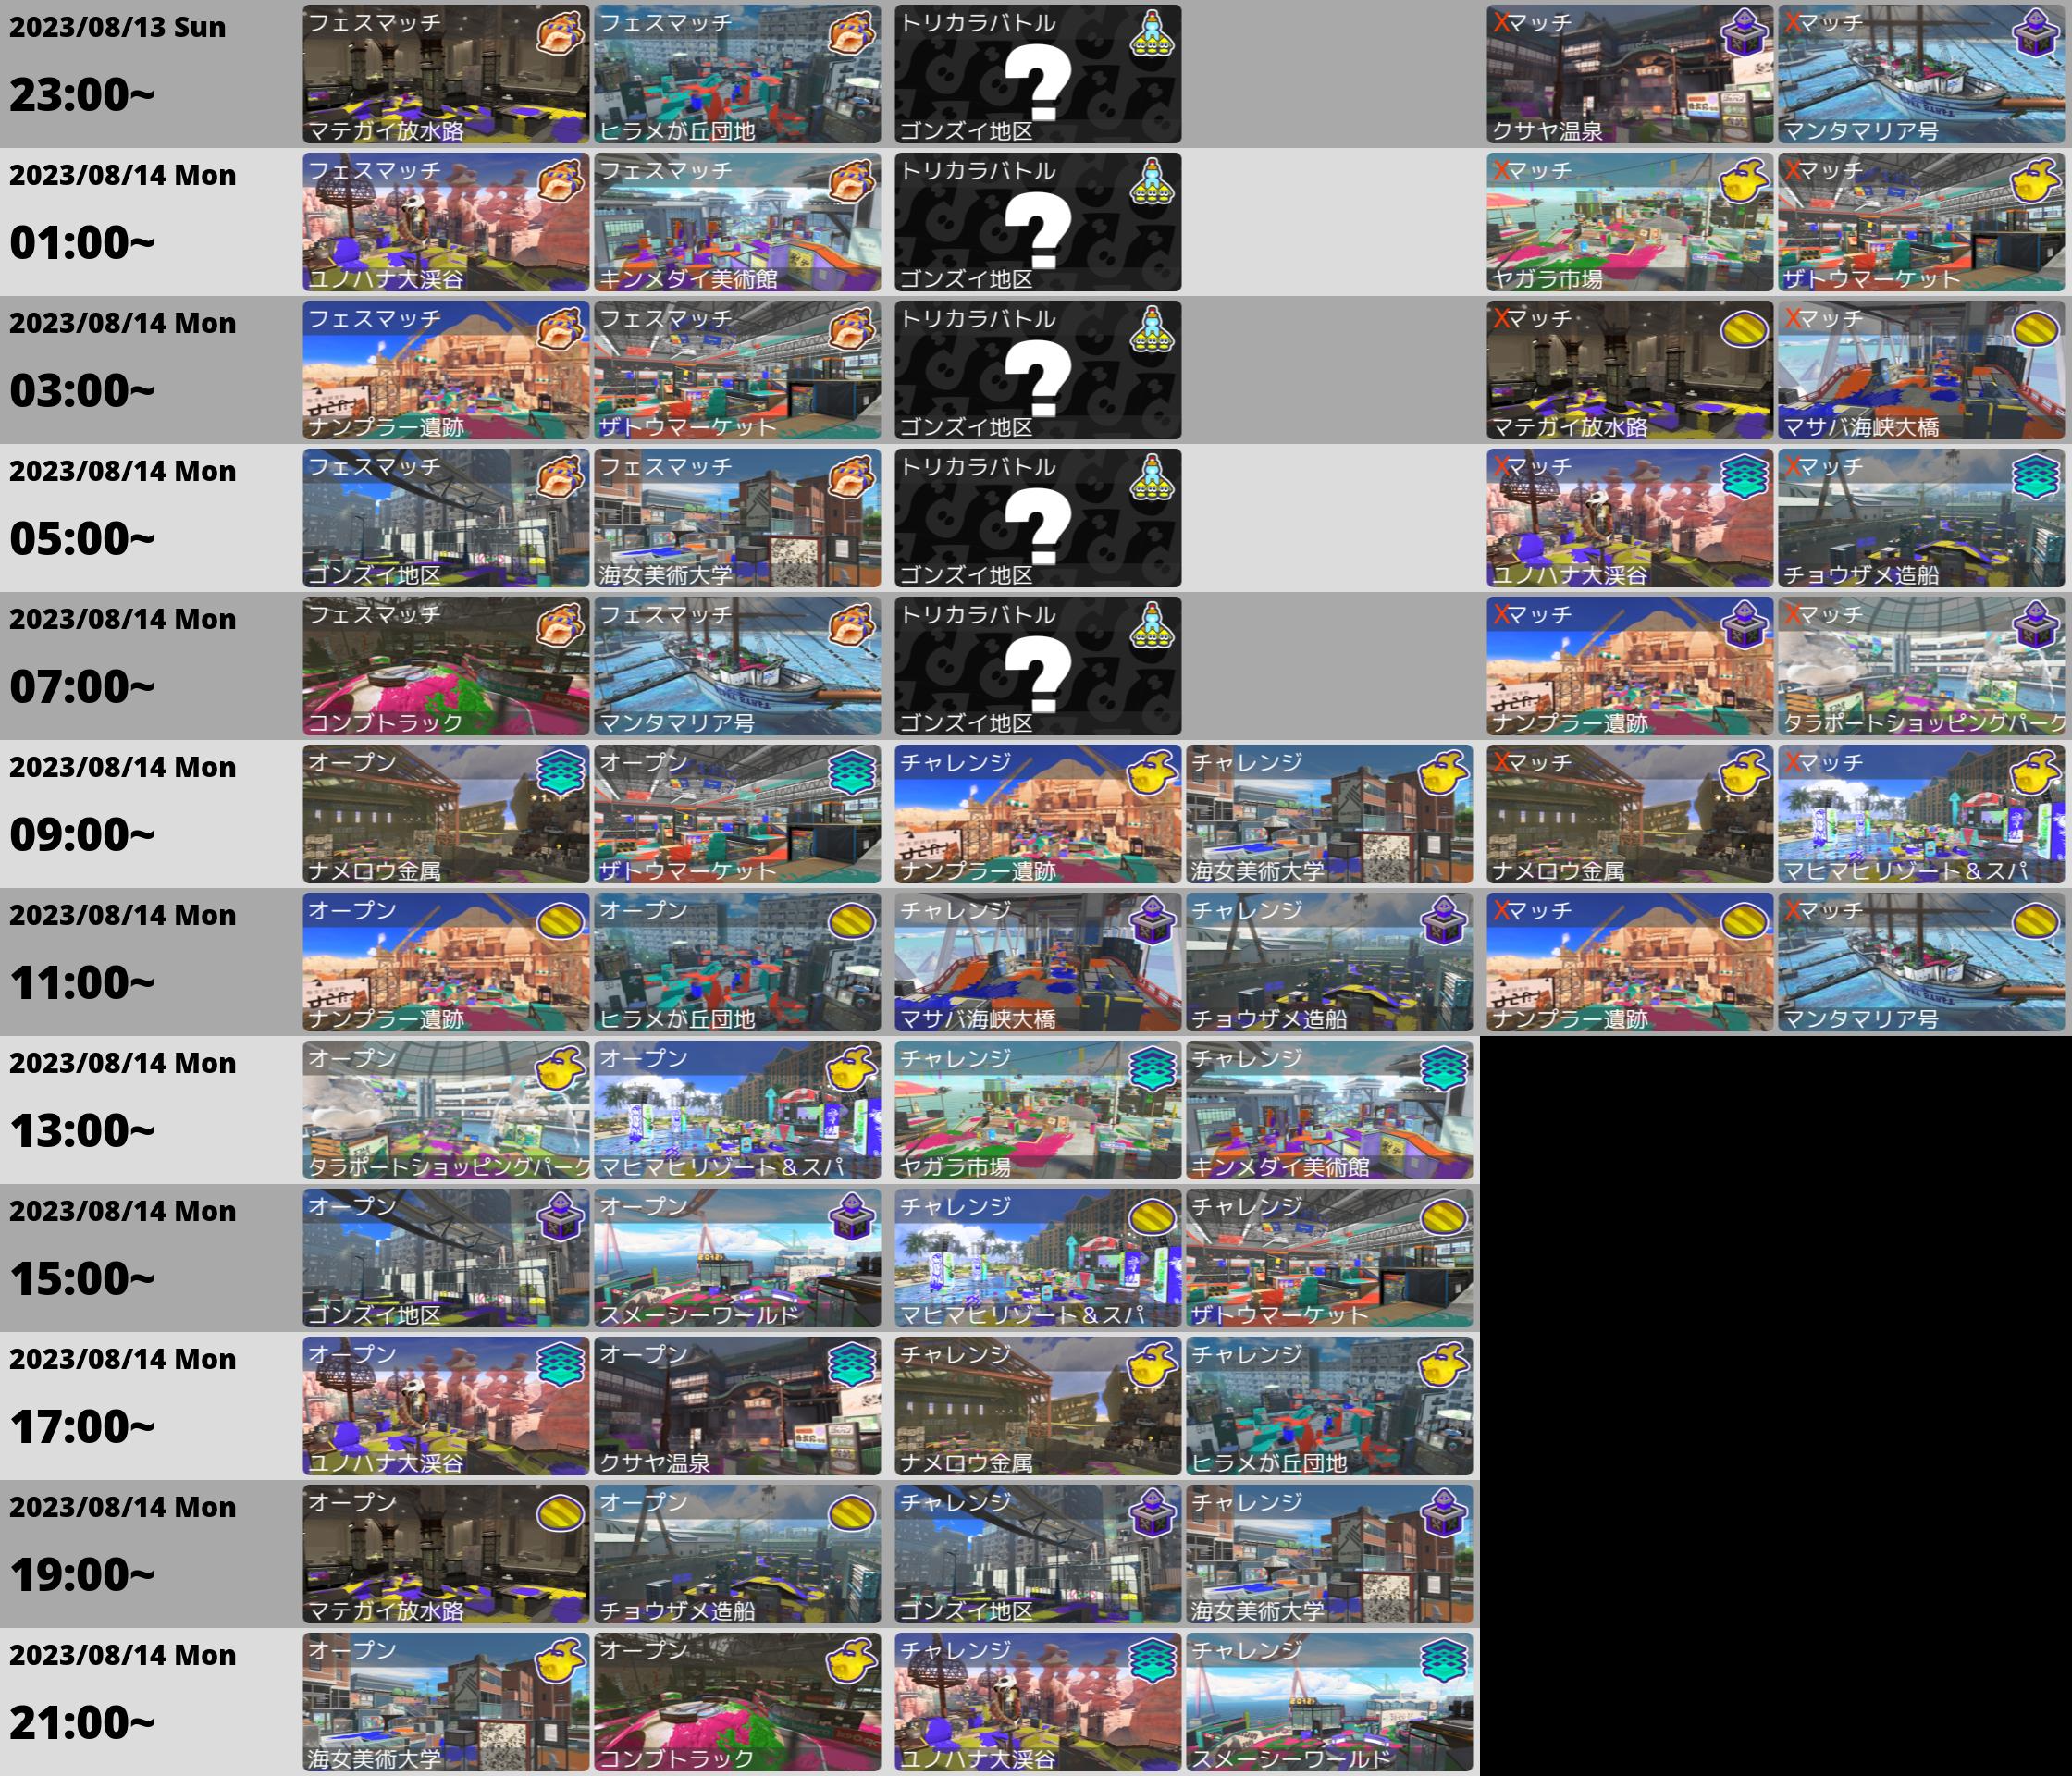 2023/08/13 Sun
23:00~
フェスマッチ
マテガイ放水路
フェスマッチ
ヒラメが丘団地
トリカラバトル
?
ゴンズイ地区
Xマッチ
クサヤ温泉
Xマッチ
マンタマリア号
2023/08/14 Mon
01:00~
フェスマッチ
ユノハナ大渓谷
フェスマッチ
キンメダイ美術館
トリカラバトル
?
ゴンズイ地区
Xマッチ
ヤガラ市場
Xマッチ
ザトウマーケット
2023/08/14 Mon
03:00~
フェスマッチ
ナンプラー遺跡
フェスマッチ
ザトウマーケット
トリカラバトル
?
ゴンズイ地区
Xマッチ
マテガイ放水路
Xマッチ
マサバ海峡大橋
2023/08/14 Mon
05:00~
フェスマッチ
ゴンズイ地区
フェスマッチ
海女美術大学
トリカラバトル
?
ゴンズイ地区
Xマッチ
ユノハナ大渓谷
Xマッチ
チョウザメ造船
2023/08/14 Mon
07:00~
フェスマッチ
コンブトラック
フェスマッチ
マンタマリア号
トリカラバトル
?
ゴンズイ地区
Xマッチ
ナンプラー遺跡
Xマッチ
タラポートショッピングパーク
2023/08/14 Mon
09:00~
オープン
ナメロウ金属
オープン
ザトウマーケット
チャレンジ
ナンプラー遺跡
チャレンジ
海女美術大学
Xマッチ
ナメロウ金属
Xマッチ
マヒマヒリゾート&スパ
2023/08/14 Mon
11:00~
オープン
ナンプラー遺跡
オープン
ヒラメが丘団地
チャレンジ
マサバ海峡大橋
チャレンジ
チョウザメ造船
Xマッチ
ナンプラー遺跡
Xマッチ
マンタマリア号
2023/08/14 Mon
13:00~
オープン
タラポートショッピングパーク
オープン
マヒマヒリゾート&スパ
チャレンジ
ヤガラ市場
チャレンジ
キンメダイ美術館
2023/08/14 Mon
15:00~
オープン
ゴンズイ地区
オープン
スメーシーワールド
チャレンジ
マヒマヒリゾート&スパ
チャレンジ
ザトウマーケット
2023/08/14 Mon
17:00~
オープン
ユノハナ大渓谷
オープン
クサヤ温泉
チャレンジ
ナメロウ金属
チャレンジ
ヒラメが丘団地
2023/08/14 Mon
19:00~
オープン
マテガイ放水路
オープン
チョウザメ造船
チャレンジ
ゴンズイ地区
チャレンジ
海女美術大学
2023/08/14 Mon
21:00~
オープン
海女美術大学
オープン
コンブトラック
チャレンジ
ユノハナ大渓谷
チャレンジ
スメーシーワールド